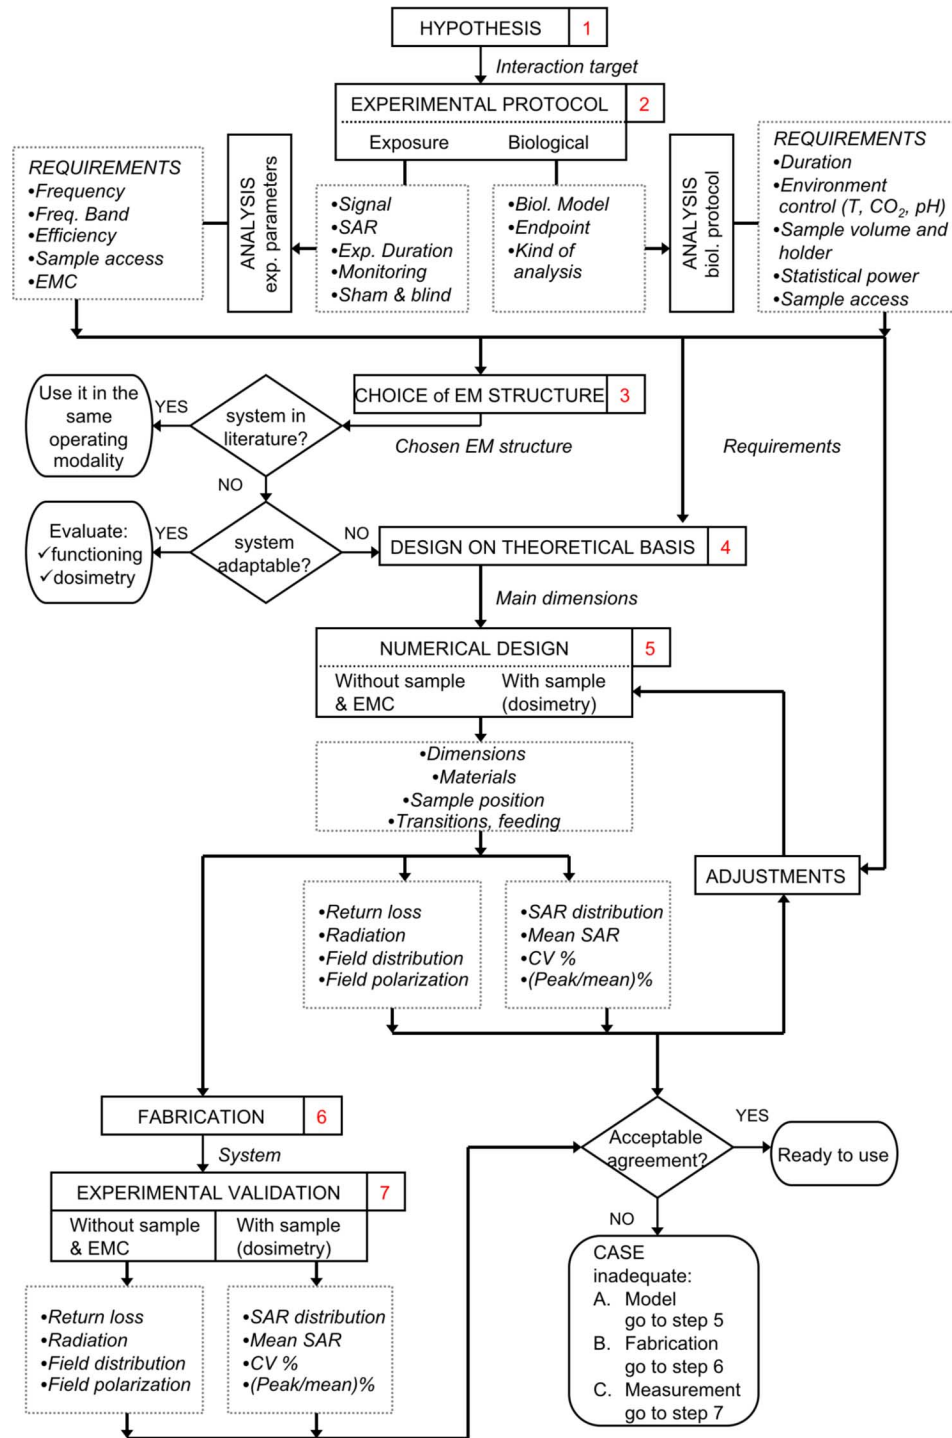 HYPOTHESIS 1
Interaction target
EXPERIMENTAL PROTOCOL 2
Exposure Biological
REQUIREMENTS
•Frequency
•Freq. Band
•Efficiency
•Sample access
•EMC
ANALYSIS
exp. parameters
•Signal
•SAR
•Exp. Duration
•Monitoring
•Sham & blind
•Biol. Model
•Endpoint
•Kind of
analysis
ANALYSIS
biol. protocol
REQUIREMENTS
•Duration
•Environment
control (T, CO₂, pH)
•Sample volume and
holder
•Statistical power
•Sample access
CHOICE of EM STRUCTURE 3
Chosen EM structure
Requirements
system in
literature?
YES
Use it in the
same
operating
modality
NO
system
adaptable?
YES
Evaluate:
✓functioning
✓dosimetry
NO
DESIGN ON THEORETICAL BASIS 4
Main dimensions
NUMERICAL DESIGN 5
Without sample
& EMC
With sample
(dosimetry)
•Dimensions
•Materials
•Sample position
•Transitions, feeding
ADJUSTMENTS
•Return loss
•Radiation
•Field distribution
•Field polarization
•SAR distribution
•Mean SAR
•CV %
•(Peak/mean)%
FABRICATION 6
System
EXPERIMENTAL VALIDATION 7
Without sample
& EMC
With sample
(dosimetry)
•Return loss
•Radiation
•Field distribution
•Field polarization
•SAR distribution
•Mean SAR
•CV %
•(Peak/mean)%
Acceptable
agreement?
YES
Ready to use
NO
CASE
inadequate:
A. Model
go to step 5
B. Fabrication
go to step 6
C. Measurement
go to step 7